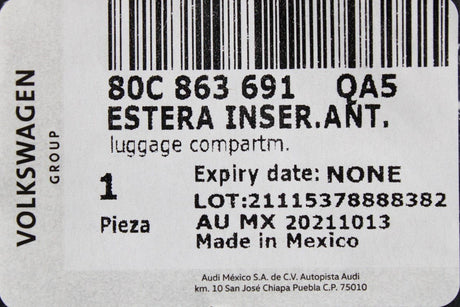 VOLKSWAGEN
GROUP
80C 863 691 QA5
ESTERA INSER.ANT.
luggage compartm.
1
Pieza
Expiry date: NONE
LOT:21115378888382
AU MX 20211013
Made in Mexico
Audi México S.A. de C.V. Autopista Audi
km. 10 San José Chiapa Puebla C.P. 75010